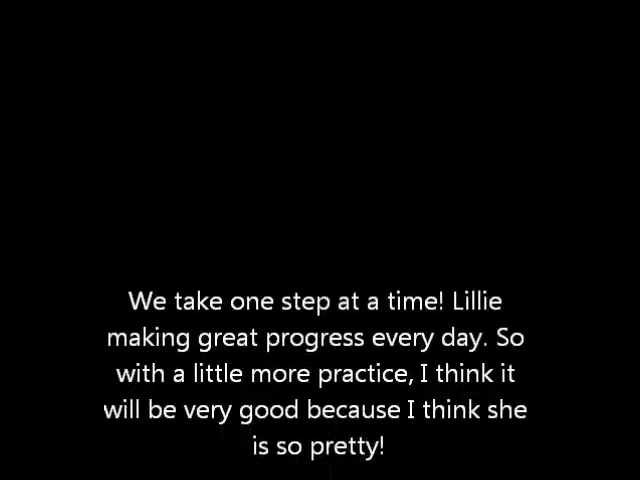 We take one step at a time! Lillie
making great progress every day. So
with a little more practice, I think it
will be very good because I think she
is so pretty!